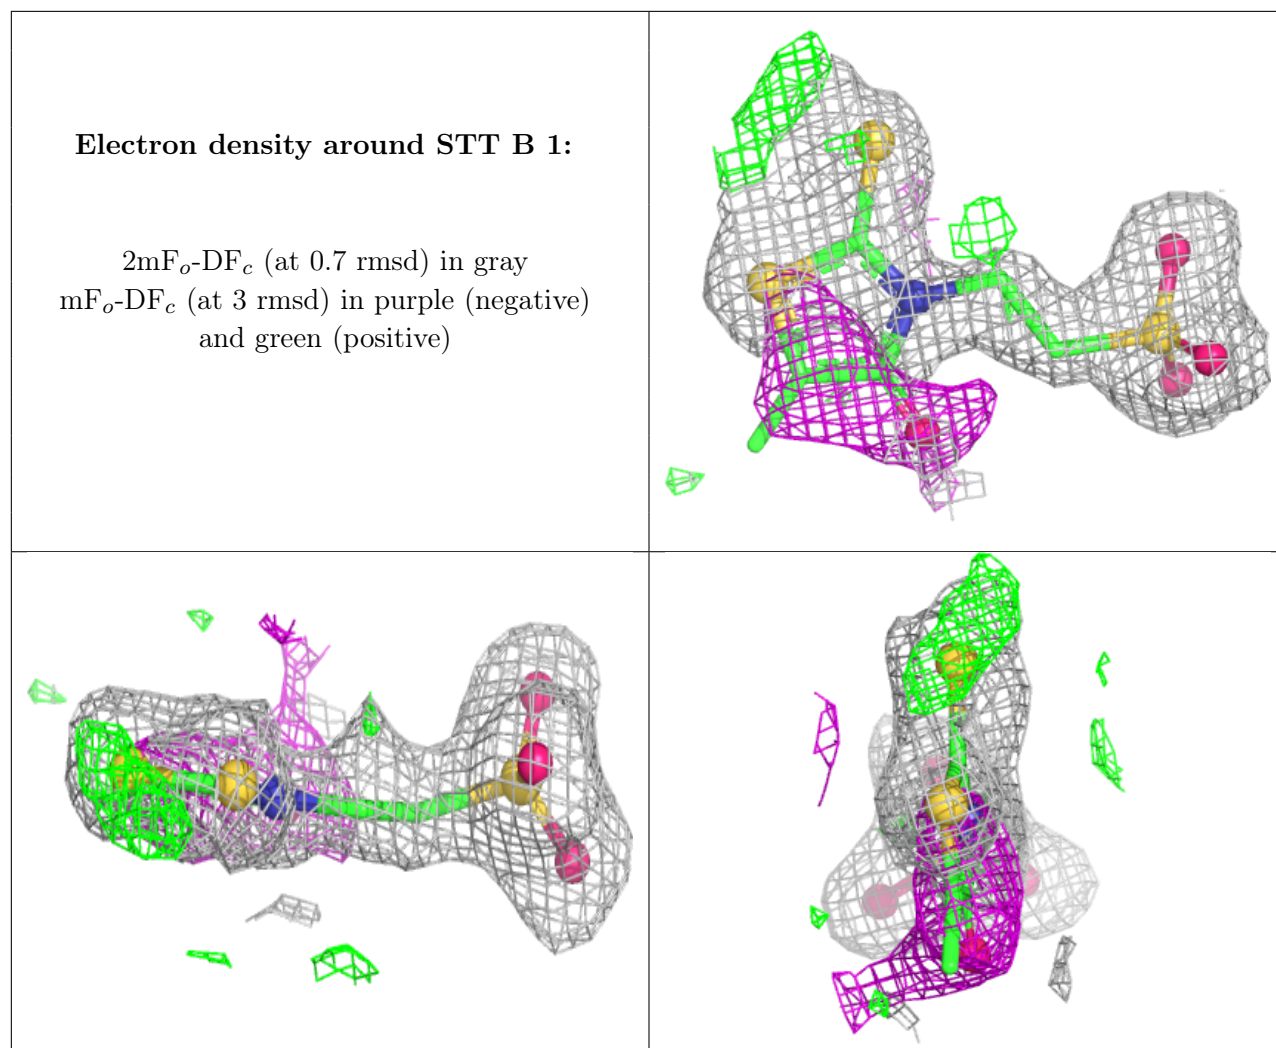 Electron density around STT B 1:
2mFₒ-DF𝑐 (at 0.7 rmsd) in gray
mFₒ-DF𝑐 (at 3 rmsd) in purple (negative)
and green (positive)